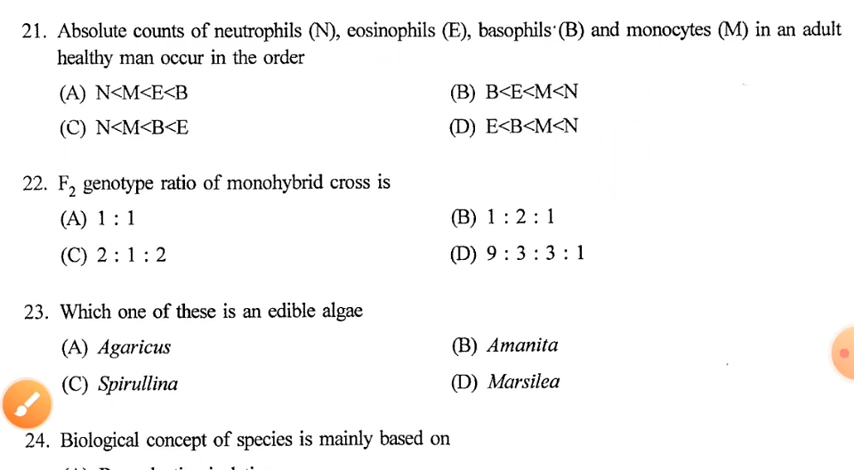 21. Absolute counts of neutrophils (N), eosinophils (E), basophils (B) and monocytes (M) in an adult
healthy man occur in the order
(A) N<M<E<B (B) B<E<M<N
(C) N<M<B<E (D) E<B<M<N
22. F₂ genotype ratio of monohybrid cross is
(A) 1 : 1 (B) 1 : 2 : 1
(C) 2 : 1 : 2 (D) 9 : 3 : 3 : 1
23. Which one of these is an edible algae
(A) Agaricus (B) Amanita
(C) Spirullina (D) Marsilea
24. Biological concept of species is mainly based on